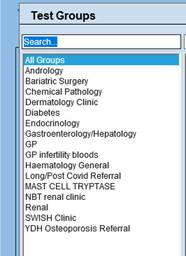 Test Groups
Search...
All Groups
Andrology
Bariatric Surgery
Chemical Pathology
Dermatology Clinic
Diabetes
Endocrinology
Gastroenterology/Hepatology
GP
GP infertility bloods
Haematology General
Long/Post Covid Referral
MAST CELL TRYPTASE
NBT renal clinic
Renal
SWISH Clinic
YDH Osteoporosis Referral